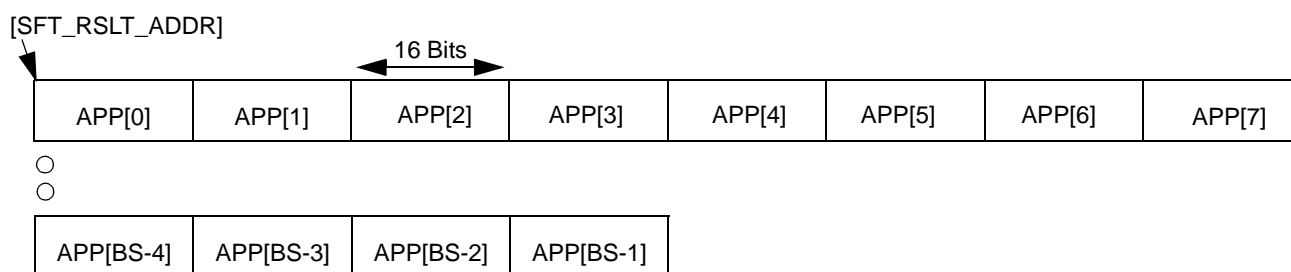 [SFT_RSLT_ADDR]
16 Bits
APP[0] APP[1] APP[2] APP[3] APP[4] APP[5] APP[6] APP[7]
APP[BS-4] APP[BS-3] APP[BS-2] APP[BS-1]